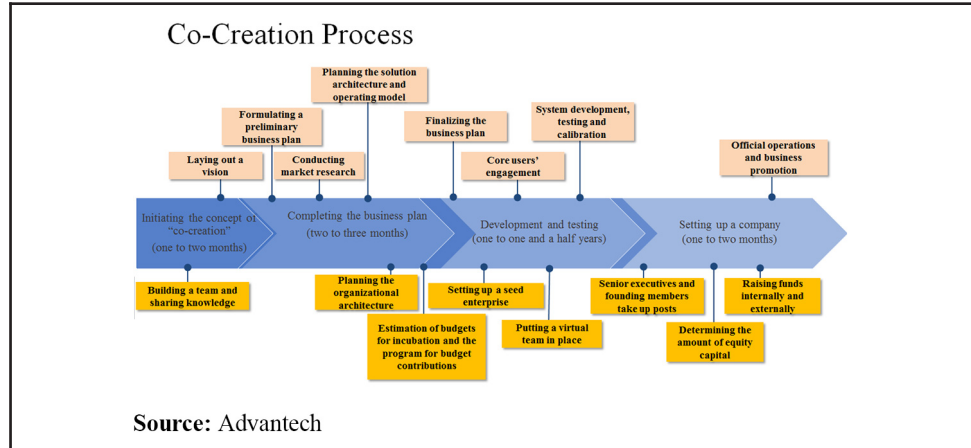 Co-Creation Process
Planning the solution
architecture and
operating model
Formulating a
preliminary
business plan
Finalizing the
business plan
System development,
testing and
calibration
Laying out a
vision
Conducting
market research
Core users'
engagement
Official operations
and business
promotion
Initiating the concept of
"co-creation"
(one to two months)
Completing the business plan
(two to three months)
Development and testing
(one to one and a half years)
Setting up a company
(one to two months)
Building a team and
sharing knowledge
Planning the
organizational
architecture
Setting up a seed
enterprise
Senior executives and
founding members
take up posts
Raising funds
internally and
externally
Estimation of budgets
for incubation and the
program for budget
contributions
Putting a virtual
team in place
Determining the
amount of equity
capital
Source: Advantech